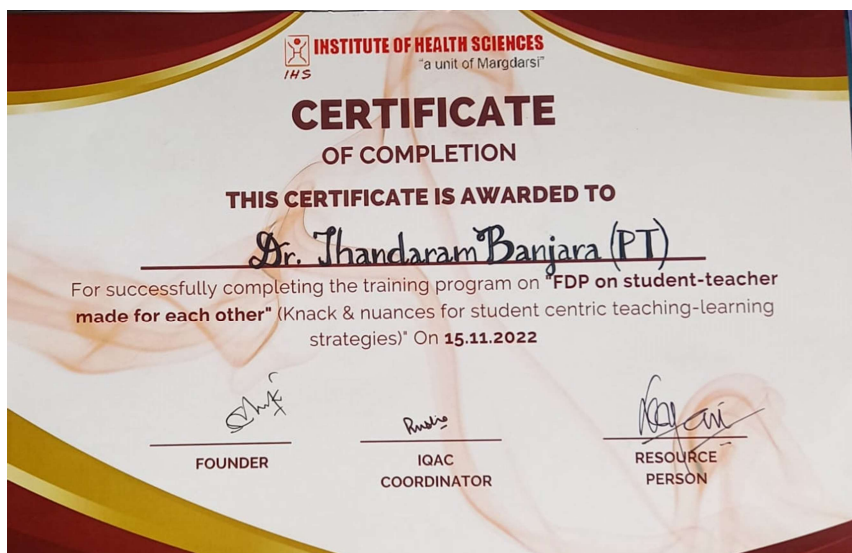 INSTITUTE OF HEALTH SCIENCES
"a unit of Margdarsi"
IHS
CERTIFICATE
OF COMPLETION
THIS CERTIFICATE IS AWARDED TO
Dr. Thandaram Banjara (PT)
For successfully completing the training program on "FDP on student-teacher
made for each other" (Knack & nuances for student centric teaching-learning
strategies)" On 15.11.2022
FOUNDER
IQAC
COORDINATOR
RESOURCE
PERSON